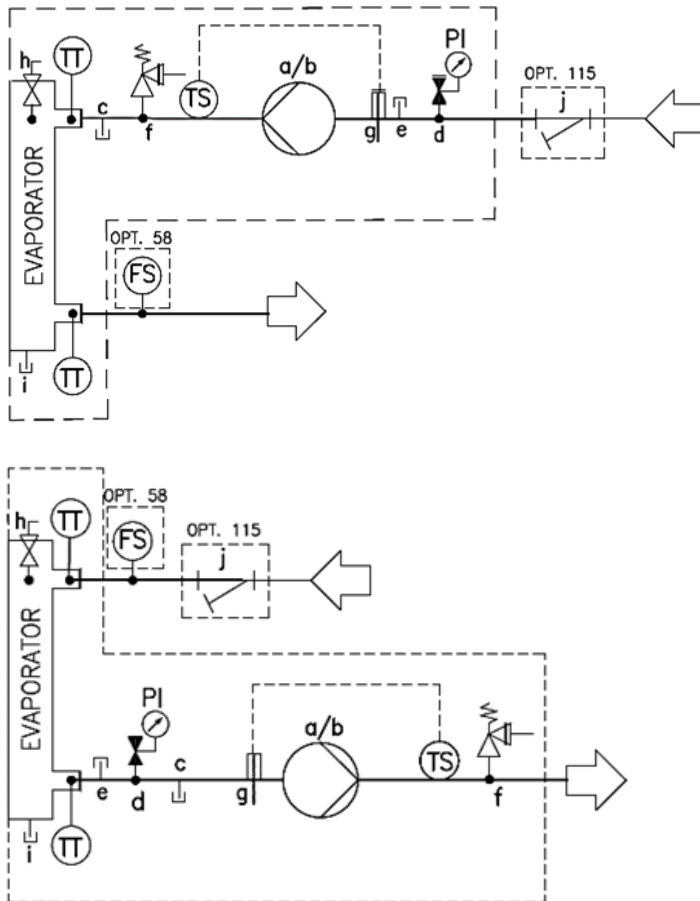 h
TT
c
f
TS
a/b
g
e
d
PI
OPT. 115
j
EVAPORATOR
OPT. 58
FS
i
TT
h
TT
OPT. 58
FS
OPT. 115
j
EVAPORATOR
e
PI
d
c
g
a/b
TS
f
i
TT